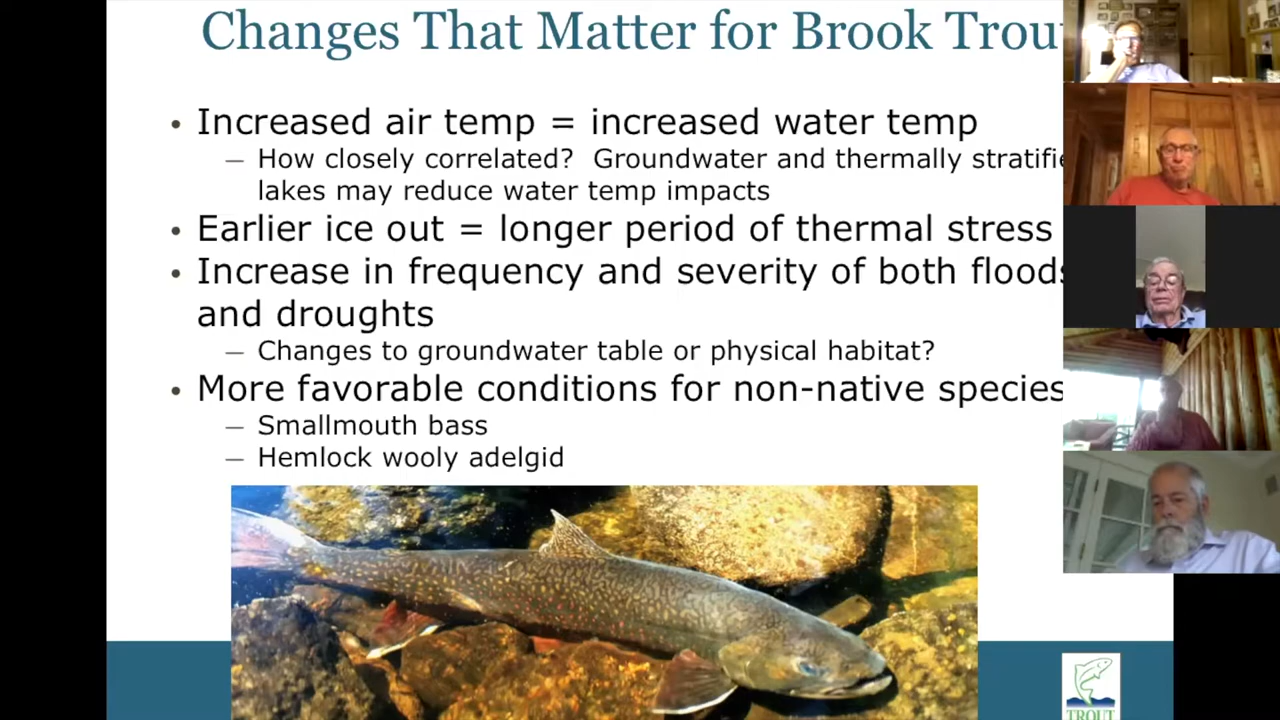 Changes That Matter for Brook Trou
• Increased air temp = increased water temp
– How closely correlated? Groundwater and thermally stratifie
lakes may reduce water temp impacts
• Earlier ice out = longer period of thermal stress
• Increase in frequency and severity of both floods
and droughts
– Changes to groundwater table or physical habitat?
• More favorable conditions for non-native species
– Smallmouth bass
– Hemlock wooly adelgid
TROUT